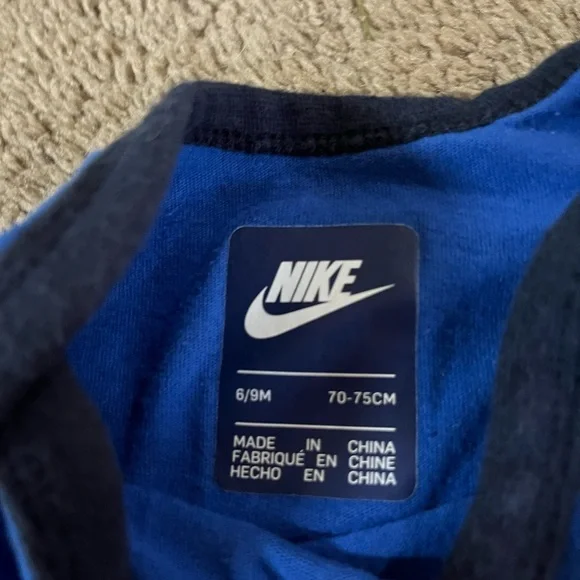 NIKE
6/9M 70-75CM
MADE IN CHINA
FABRIQUÉ EN CHINE
HECHO EN CHINA